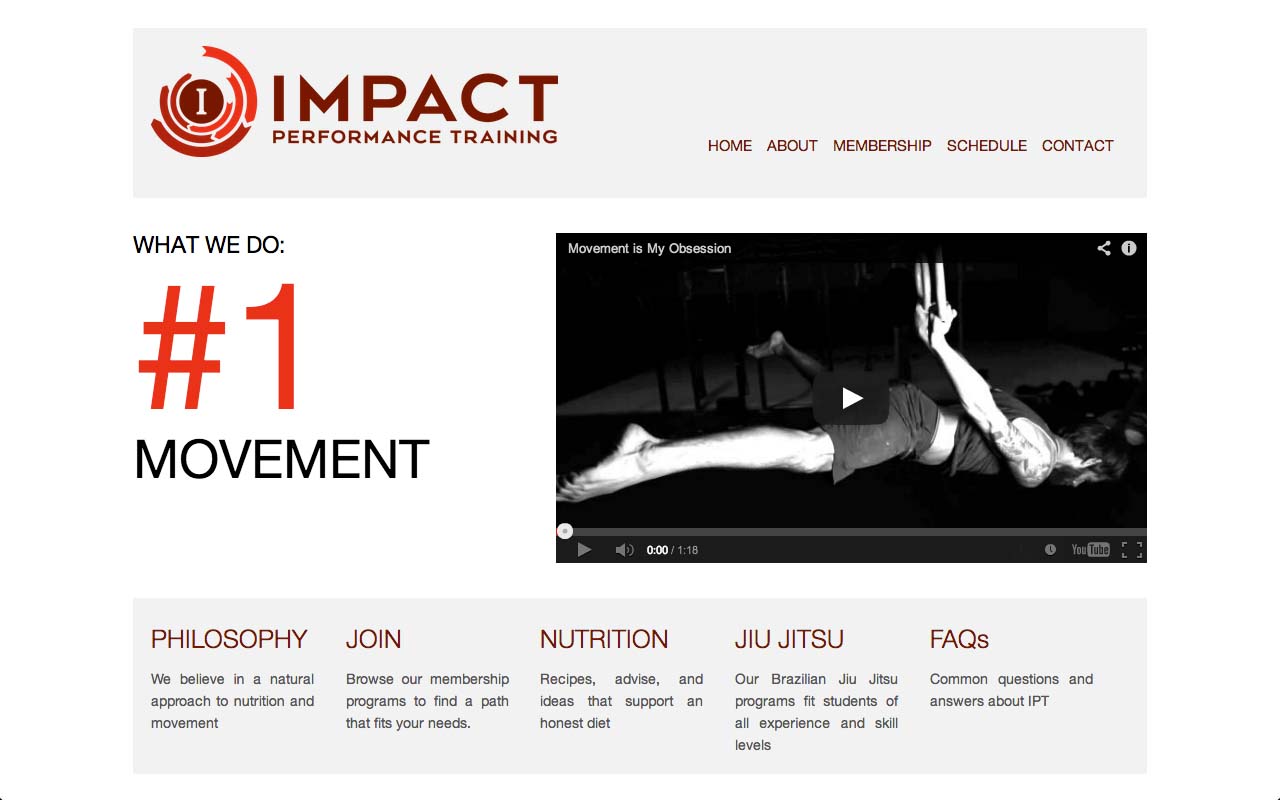 I
IMPACT
PERFORMANCE TRAINING
HOME ABOUT MEMBERSHIP SCHEDULE CONTACT
WHAT WE DO:
#1
MOVEMENT
Movement is My Obsession
0:00 / 1:18
YouTube
PHILOSOPHY
We believe in a natural
approach to nutrition and
movement
JOIN
Browse our membership
programs to find a path
that fits your needs.
NUTRITION
Recipes, advise, and
ideas that support an
honest diet
JIU JITSU
Our Brazilian Jiu Jitsu
programs fit students of
all experience and skill
levels
FAQs
Common questions and
answers about IPT